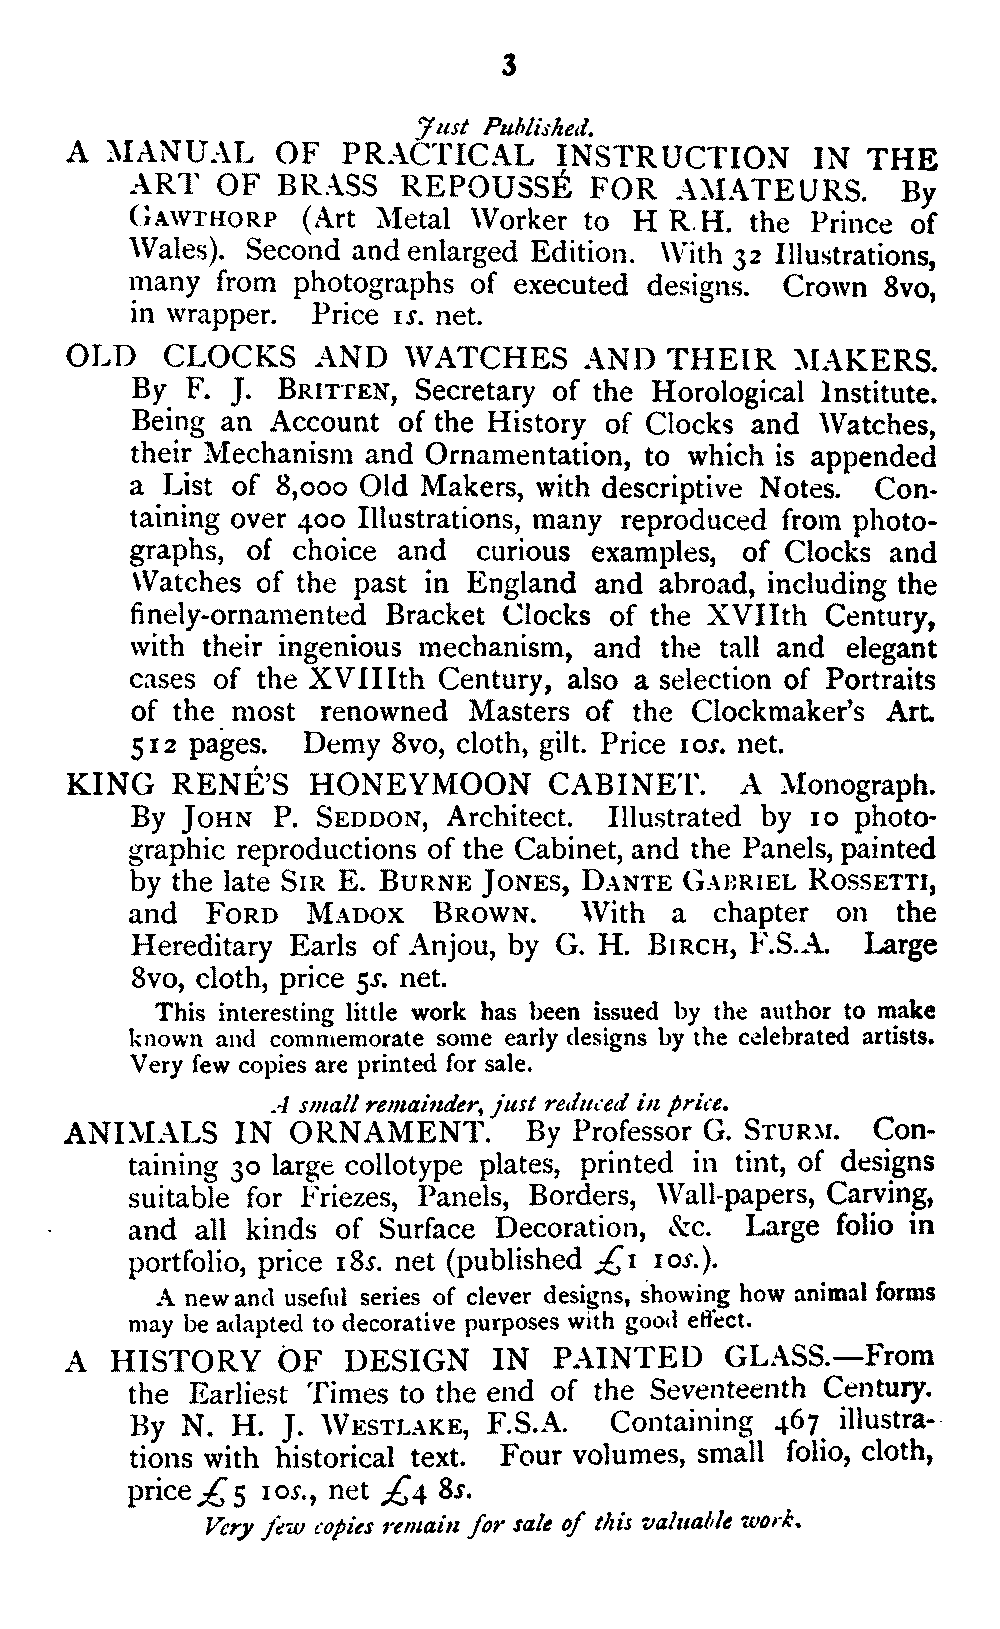 3
Just Published.
A MANUAL OF PRACTICAL INSTRUCTION IN THE
ART OF BRASS REPOUSSÉ FOR AMATEURS. By
GAWTHORP (Art Metal Worker to H R.H. the Prince of
Wales). Second and enlarged Edition. With 32 Illustrations,
many from photographs of executed designs. Crown 8vo,
in wrapper. Price 1s. net.
OLD CLOCKS AND WATCHES AND THEIR MAKERS.
By F. J. BRITTEN, Secretary of the Horological Institute.
Being an Account of the History of Clocks and Watches,
their Mechanism and Ornamentation, to which is appended
a List of 8,000 Old Makers, with descriptive Notes. Con-
taining over 400 Illustrations, many reproduced from photo-
graphs, of choice and curious examples, of Clocks and
Watches of the past in England and abroad, including the
finely-ornamented Bracket Clocks of the XVIIth Century,
with their ingenious mechanism, and the tall and elegant
cases of the XVIIIth Century, also a selection of Portraits
of the most renowned Masters of the Clockmaker's Art.
512 pages. Demy 8vo, cloth, gilt. Price 10s. net.
KING RENÉ'S HONEYMOON CABINET. A Monograph.
By JOHN P. SEDDON, Architect. Illustrated by 10 photo-
graphic reproductions of the Cabinet, and the Panels, painted
by the late SIR E. BURNE JONES, DANTE GABRIEL ROSSETTI,
and FORD MADOX BROWN. With a chapter on the
Hereditary Earls of Anjou, by G. H. BIRCH, F.S.A. Large
8vo, cloth, price 5s. net.
This interesting little work has been issued by the author to make
known and commemorate some early designs by the celebrated artists.
Very few copies are printed for sale.
A small remainder, just reduced in price.
ANIMALS IN ORNAMENT. By Professor G. STURM. Con-
taining 30 large collotype plates, printed in tint, of designs
suitable for Friezes, Panels, Borders, Wall-papers, Carving,
and all kinds of Surface Decoration, &c. Large folio in
portfolio, price 18s. net (published £1 10s.).
A new and useful series of clever designs, showing how animal forms
may be adapted to decorative purposes with good effect.
A HISTORY OF DESIGN IN PAINTED GLASS.—From
the Earliest Times to the end of the Seventeenth Century.
By N. H. J. WESTLAKE, F.S.A. Containing 467 illustra-
tions with historical text. Four volumes, small folio, cloth,
price £5 10s., net £4 8s.
Very few copies remain for sale of this valuable work.